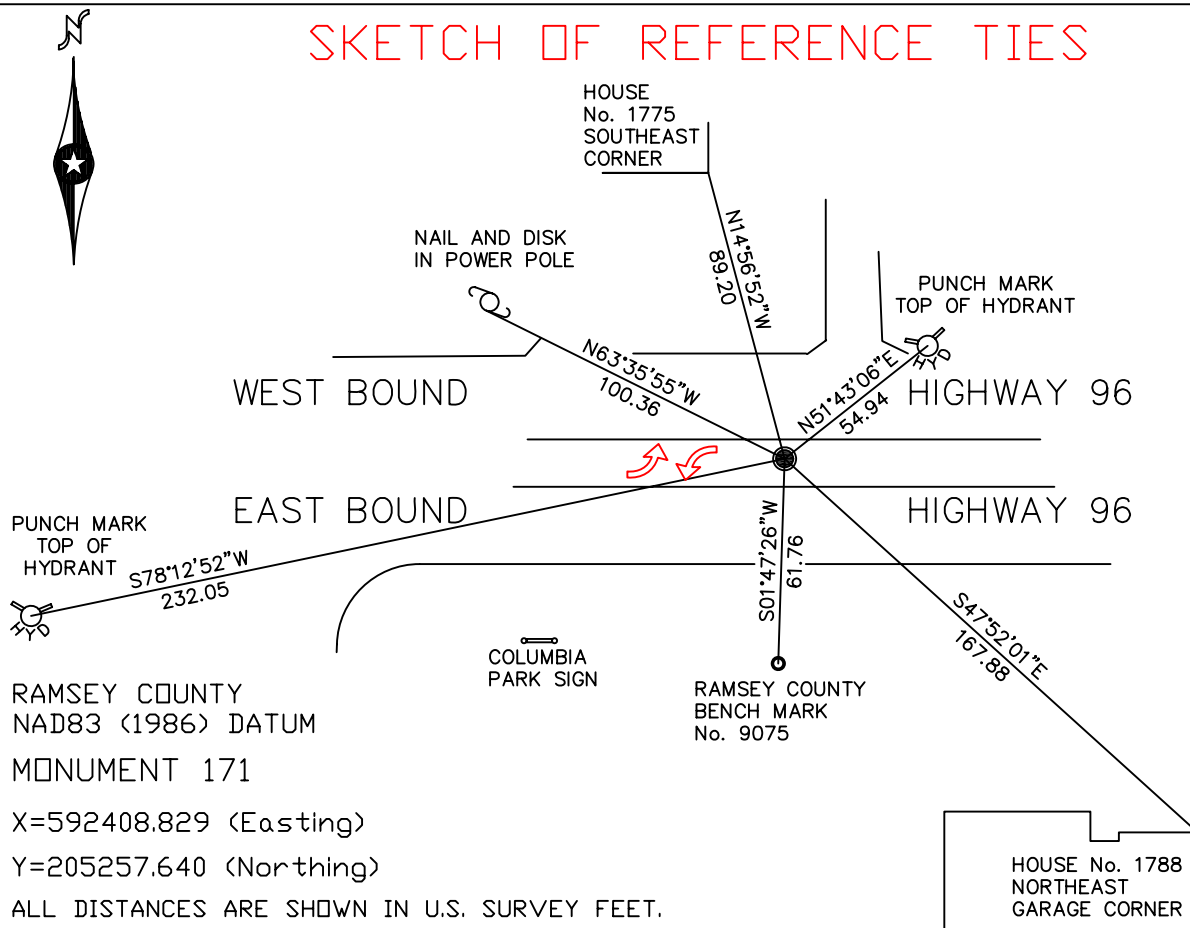 N
SKETCH OF REFERENCE TIES
HOUSE
No. 1775
SOUTHEAST
CORNER
NAIL AND DISK
IN POWER POLE
N14°56'52"W
89.20
PUNCH MARK
TOP OF HYDRANT
HYD
N63°35'55"W
100.36
N51°43'06"E
54.94
WEST BOUND
HIGHWAY 96
EAST BOUND
HIGHWAY 96
PUNCH MARK
TOP OF
HYDRANT
HYD
S78°12'52"W
232.05
S01°47'26"W
61.76
S47°52'01"E
167.88
COLUMBIA
PARK SIGN
RAMSEY COUNTY
BENCH MARK
No. 9075
RAMSEY COUNTY
NAD83 (1986) DATUM
MONUMENT 171
X=592408.829 (Easting)
Y=205257.640 (Northing)
ALL DISTANCES ARE SHOWN IN U.S. SURVEY FEET.
HOUSE No. 1788
NORTHEAST
GARAGE CORNER